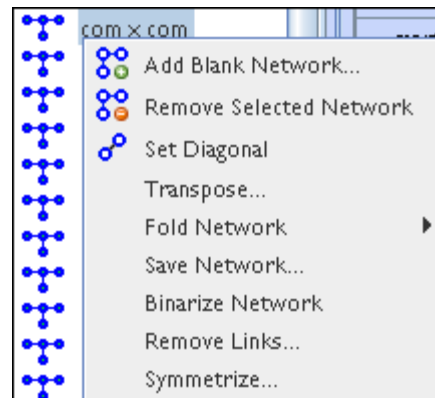 com x com
Add Blank Network...
Remove Selected Network
Set Diagonal
Transpose...
Fold Network
Save Network...
Binarize Network
Remove Links...
Symmetrize...